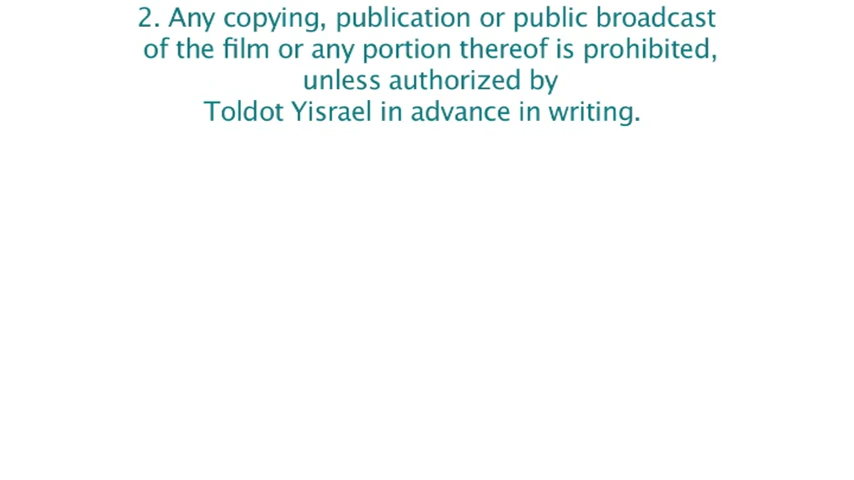 2. Any copying, publication or public broadcast
of the film or any portion thereof is prohibited,
unless authorized by
Toldot Yisrael in advance in writing.